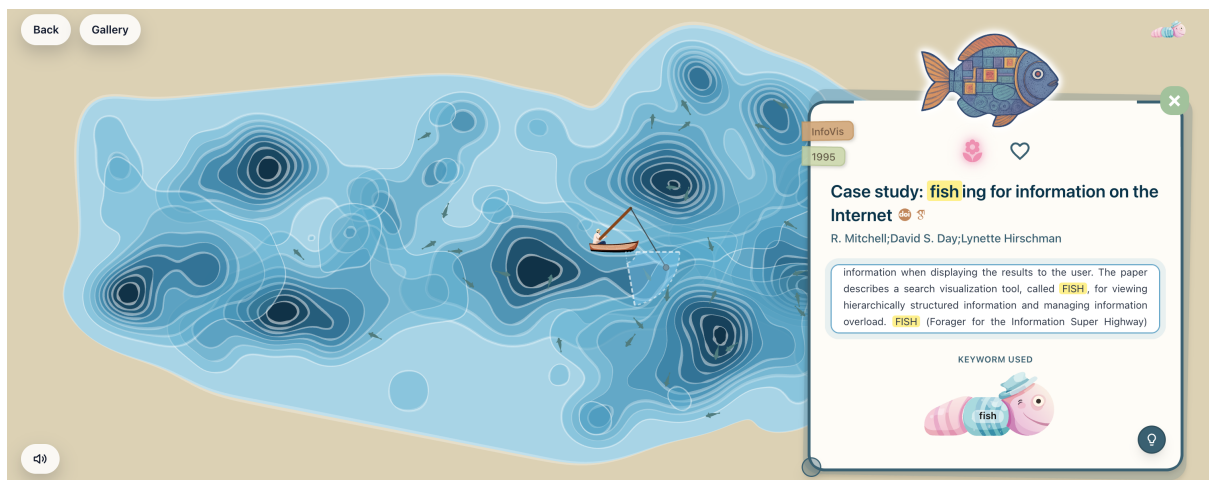 Back
Gallery
InfoVis
1995
Case study: fishing for information on the
Internet doi
R. Mitchell;David S. Day;Lynette Hirschman
information when displaying the results to the user. The paper
describes a search visualization tool, called FISH, for viewing
hierarchically structured information and managing information
overload. FISH (Forager for the Information Super Highway)
KEYWORM USED
fish